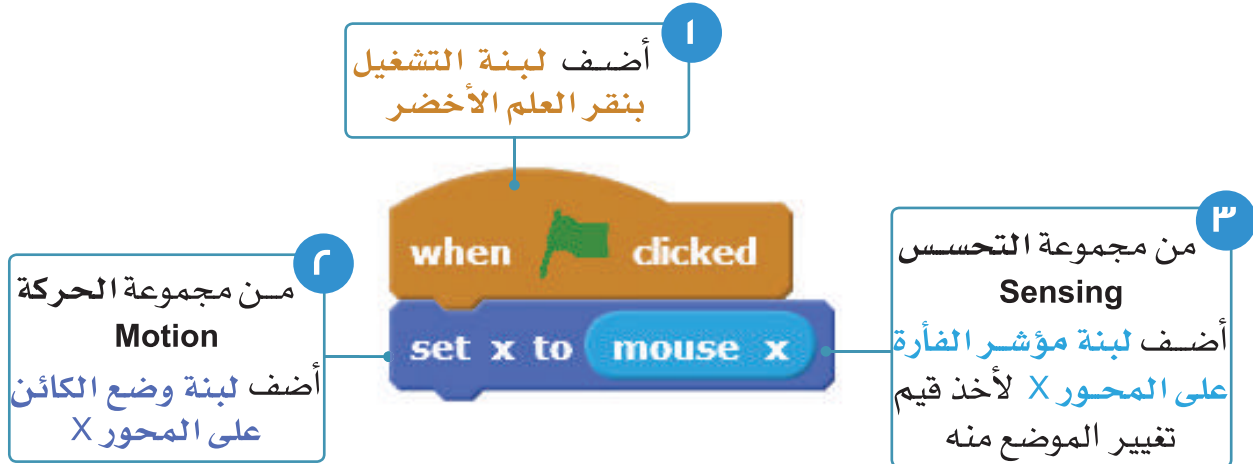 ١
أضف لبنة التشغيل
بنقر العلم الأخضر
when clicked
set x to mouse x
٢
من مجموعة الحركة
Motion
أضف لبنة وضع الكائن
على المحور X
٣
من مجموعة التحسس
Sensing
أضف لبنة مؤشر الفأرة
على المحور X لأخذ قيم
تغيير الموضع منه